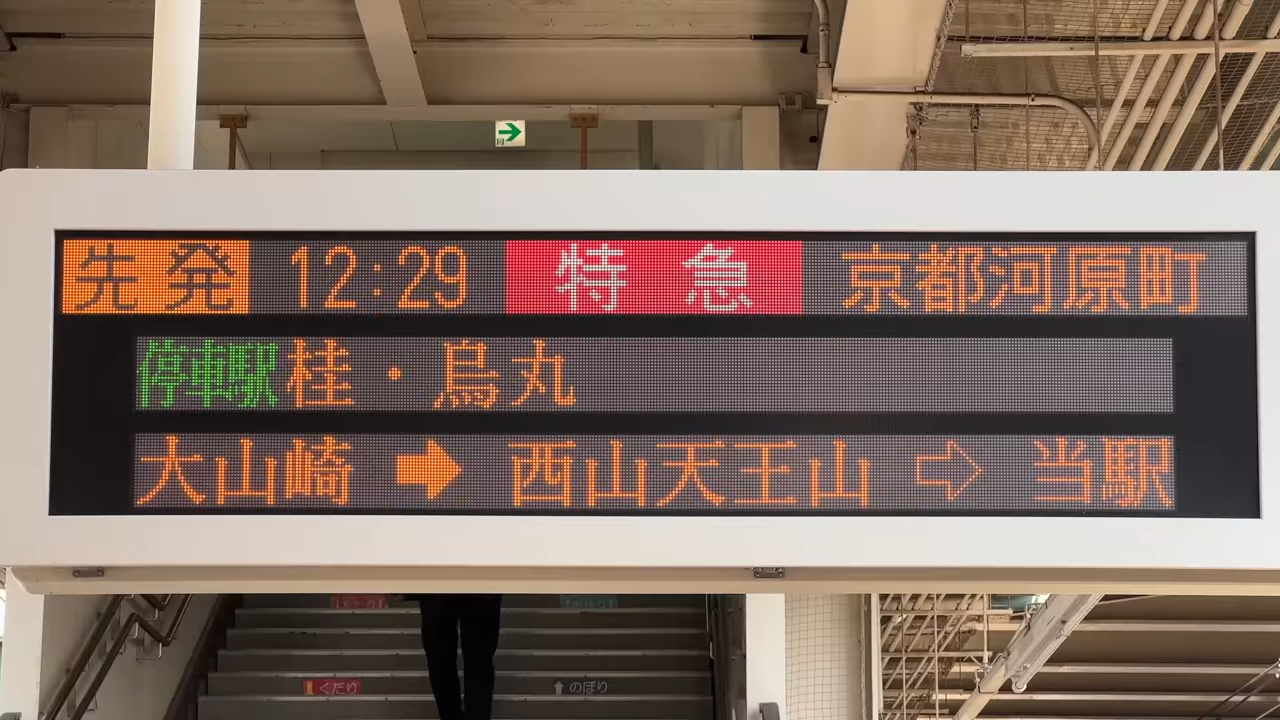 先発 12:29 特急 京都河原町
停車駅 桂・烏丸
大山崎 ➡ 西山天王山 ⇨ 当駅
くだり ↑のぼり